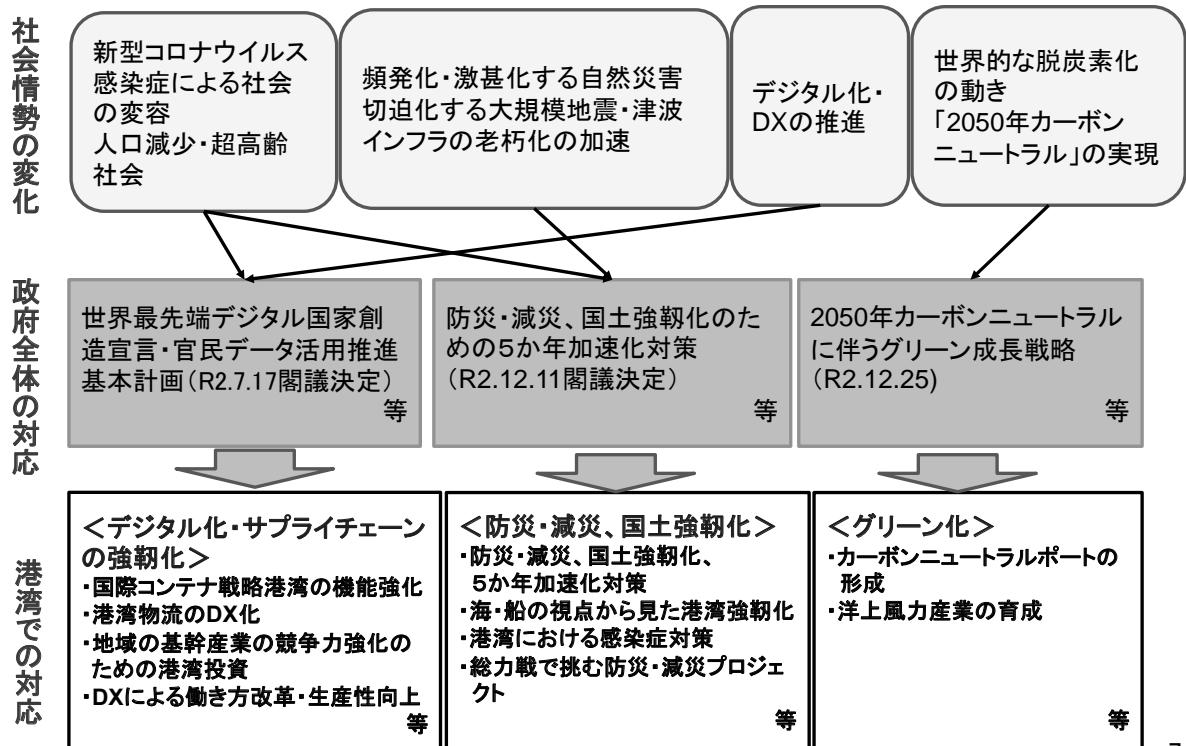 社会情勢の変化
新型コロナウイルス
感染症による社会
の変容
人口減少・超高齢
社会
頻発化・激甚化する自然災害
切迫化する大規模地震・津波
インフラの老朽化の加速
デジタル化・
DXの推進
世界的な脱炭素化
の動き
「2050年カーボン
ニュートラル」の実現
政府全体の対応
世界最先端デジタル国家創
造宣言・官民データ活用推進
基本計画(R2.7.17閣議決定)
等
防災・減災、国土強靱化のた
めの5か年加速化対策
(R2.12.11閣議決定)
等
2050年カーボンニュートラル
に伴うグリーン成長戦略
(R2.12.25)
等
港湾での対応
<デジタル化・サプライチェーン
の強靱化>
・国際コンテナ戦略港湾の機能強化
・港湾物流のDX化
・地域の基幹産業の競争力強化の
ための港湾投資
・DXによる働き方改革・生産性向上
等
<防災・減災、国土強靱化>
・防災・減災、国土強靱化、
5か年加速化対策
・海・船の視点から見た港湾強靱化
・港湾における感染症対策
・総力戦で挑む防災・減災プロジェ
クト
等
<グリーン化>
・カーボンニュートラルポートの
形成
・洋上風力産業の育成
等